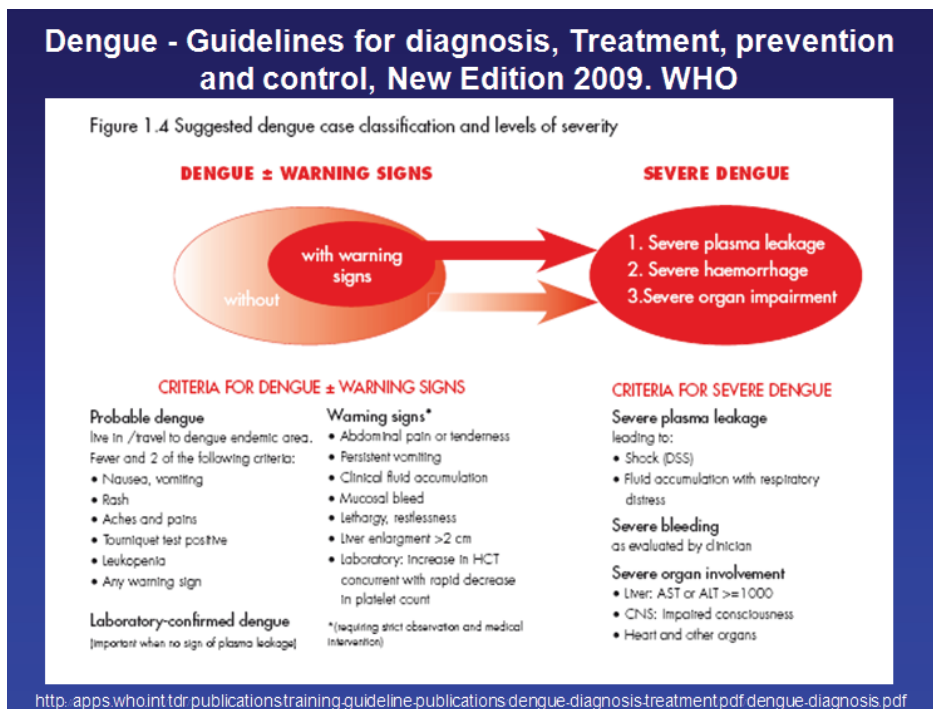 Dengue - Guidelines for diagnosis, Treatment, prevention
and control, New Edition 2009. WHO
Figure 1.4 Suggested dengue case classification and levels of severity
DENGUE ± WARNING SIGNS
SEVERE DENGUE
with warning
signs
without
1. Severe plasma leakage
2. Severe haemorrhage
3.Severe organ impairment
CRITERIA FOR DENGUE ± WARNING SIGNS
Probable dengue
live in /travel to dengue endemic area.
Fever and 2 of the following criteria:
• Nausea, vomiting
• Rash
• Aches and pains
• Tourniquet test positive
• Leukopenia
• Any warning sign
Laboratory-confirmed dengue
(important when no sign of plasma leakage)
Warning signs*
• Abdominal pain or tenderness
• Persistent vomiting
• Clinical fluid accumulation
• Mucosal bleed
• Lethargy, restlessness
• Liver enlargment >2 cm
• Laboratory: increase in HCT
concurrent with rapid decrease
in platelet count
*(requiring strict observation and medical
intervention)
CRITERIA FOR SEVERE DENGUE
Severe plasma leakage
leading to:
• Shock (DSS)
• Fluid accumulation with respiratory
distress
Severe bleeding
as evaluated by clinician
Severe organ involvement
• Liver: AST or ALT >=1000
• CNS: Impaired consciousness
• Heart and other organs
http: apps.who.int tdr publications training-guideline-publications dengue-diagnosis-treatment pdf dengue-diagnosis.pdf